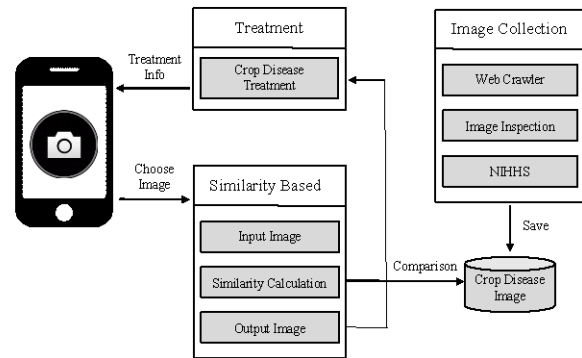 Treatment
Crop Disease
Treatment
Treatment
Info
Image Collection
Web Crawler
Image Inspection
NIHHS
Choose
Image
Similarity Based
Input Image
Similarity Calculation
Output Image
Comparison
Save
Crop Disease
Image